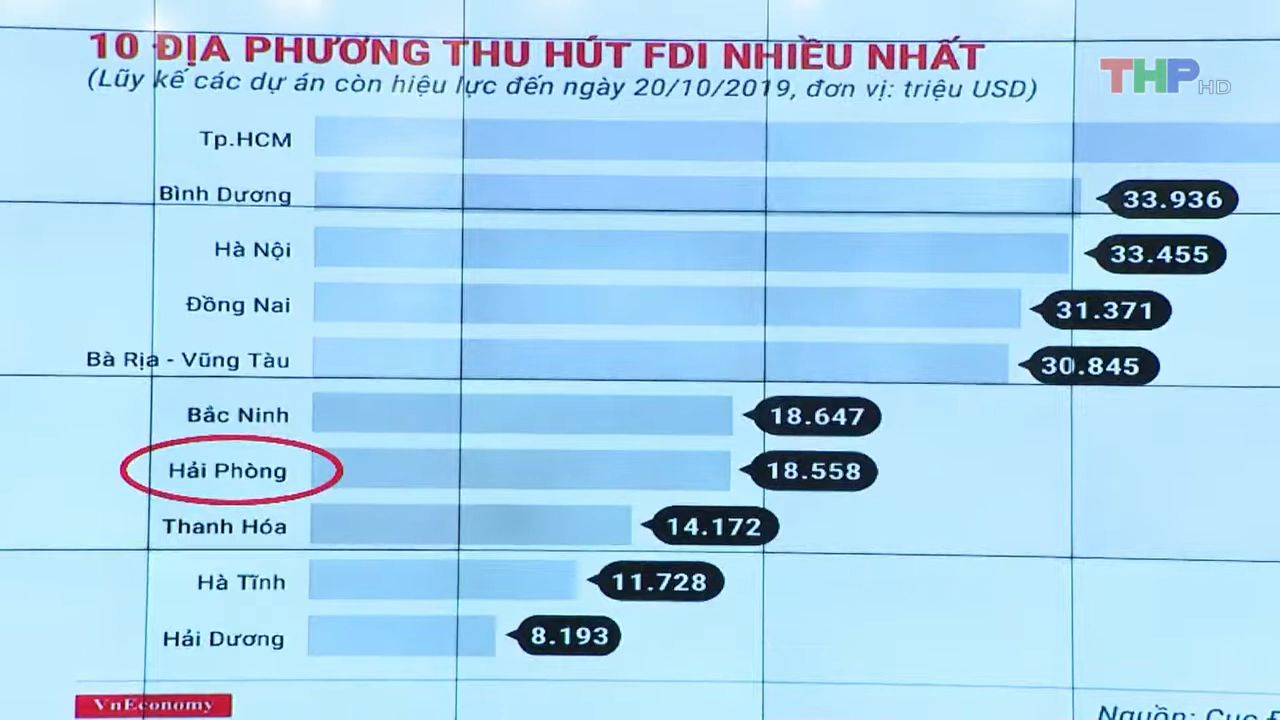 10 ĐỊA PHƯƠNG THU HÚT FDI NHIỀU NHẤT
(Lũy kế các dự án còn hiệu lực đến ngày 20/10/2019, đơn vị: triệu USD)
THP HD
Tp.HCM
Bình Dương 33.936
Hà Nội 33.455
Đồng Nai 31.371
Bà Rịa - Vũng Tàu 30.845
Bắc Ninh 18.647
Hải Phòng 18.558
Thanh Hóa 14.172
Hà Tĩnh 11.728
Hải Dương 8.193
VnEconomy
Nguồn: Cục